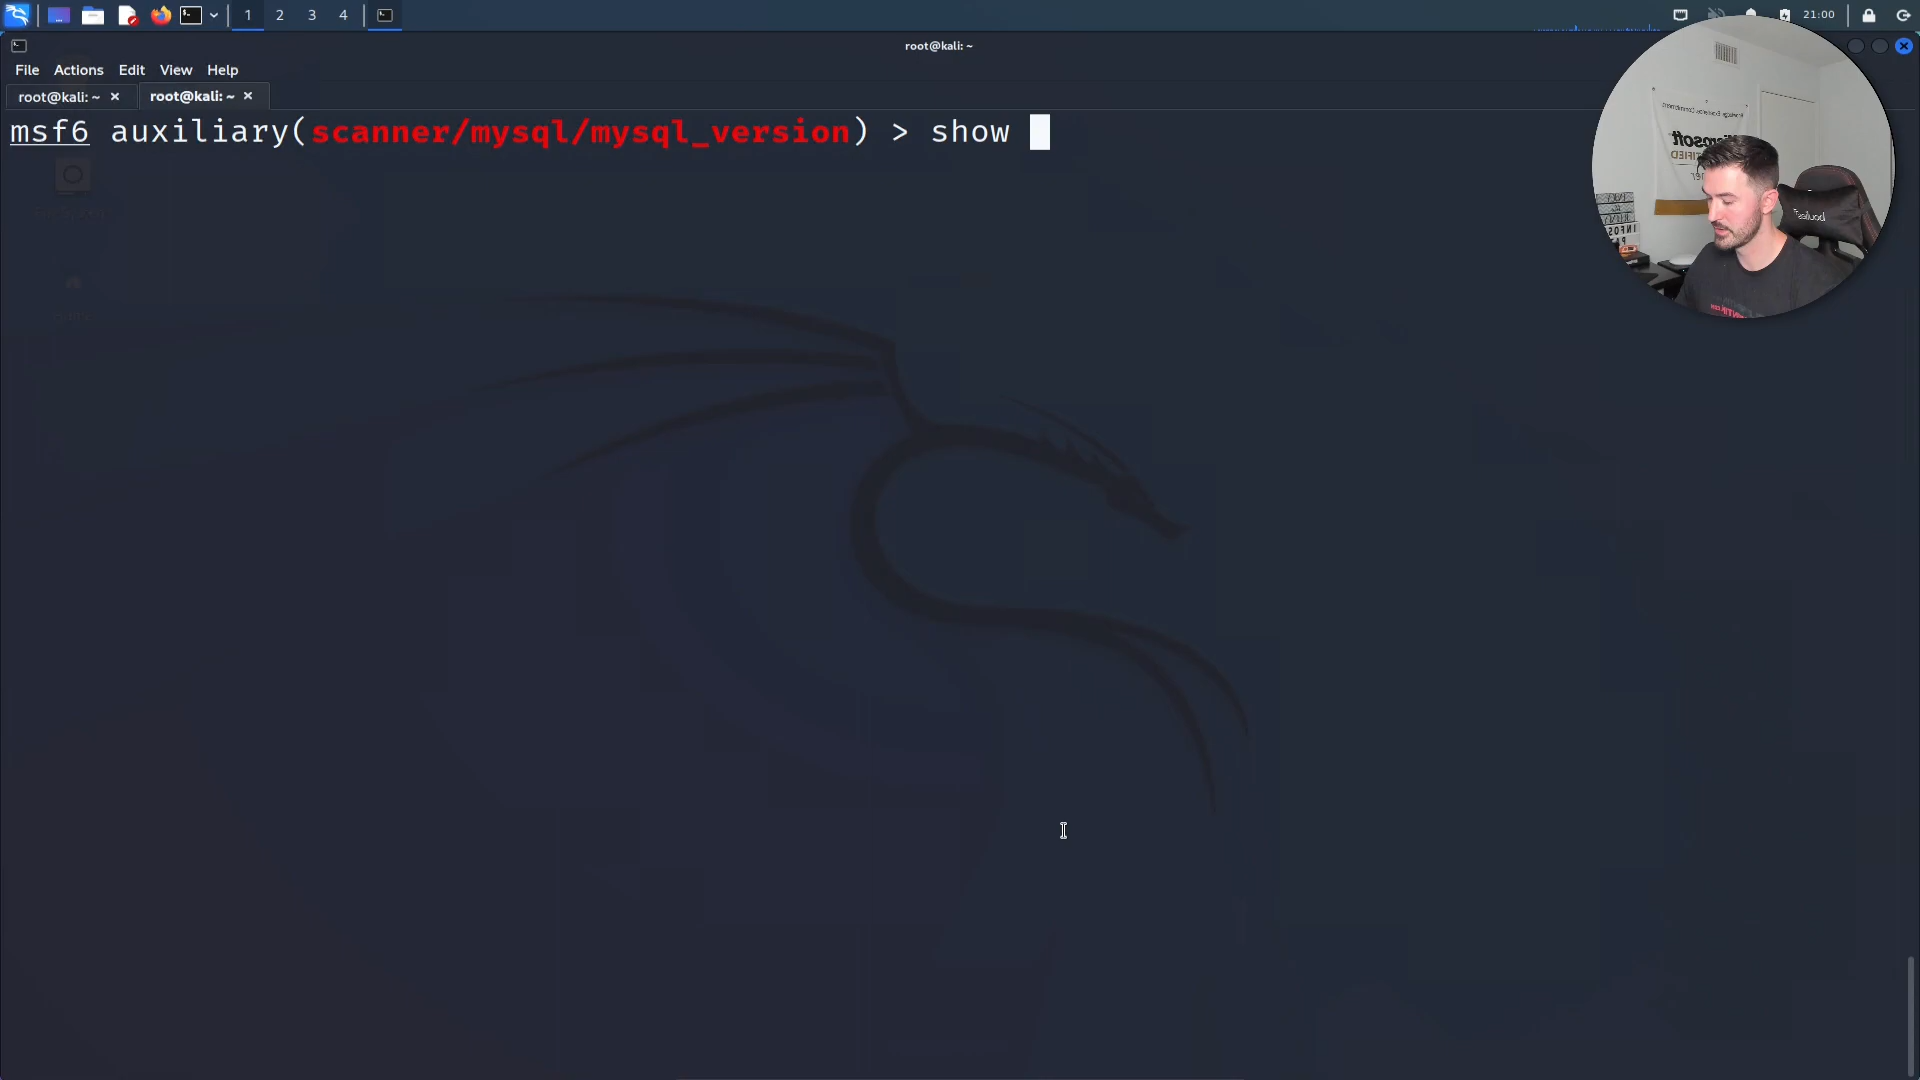 1 2 3 4
21:00
root@kali: ~
File Actions Edit View Help
root@kali: ~ × root@kali: ~ ×
msf6 auxiliary(scanner/mysql/mysql_version) > show